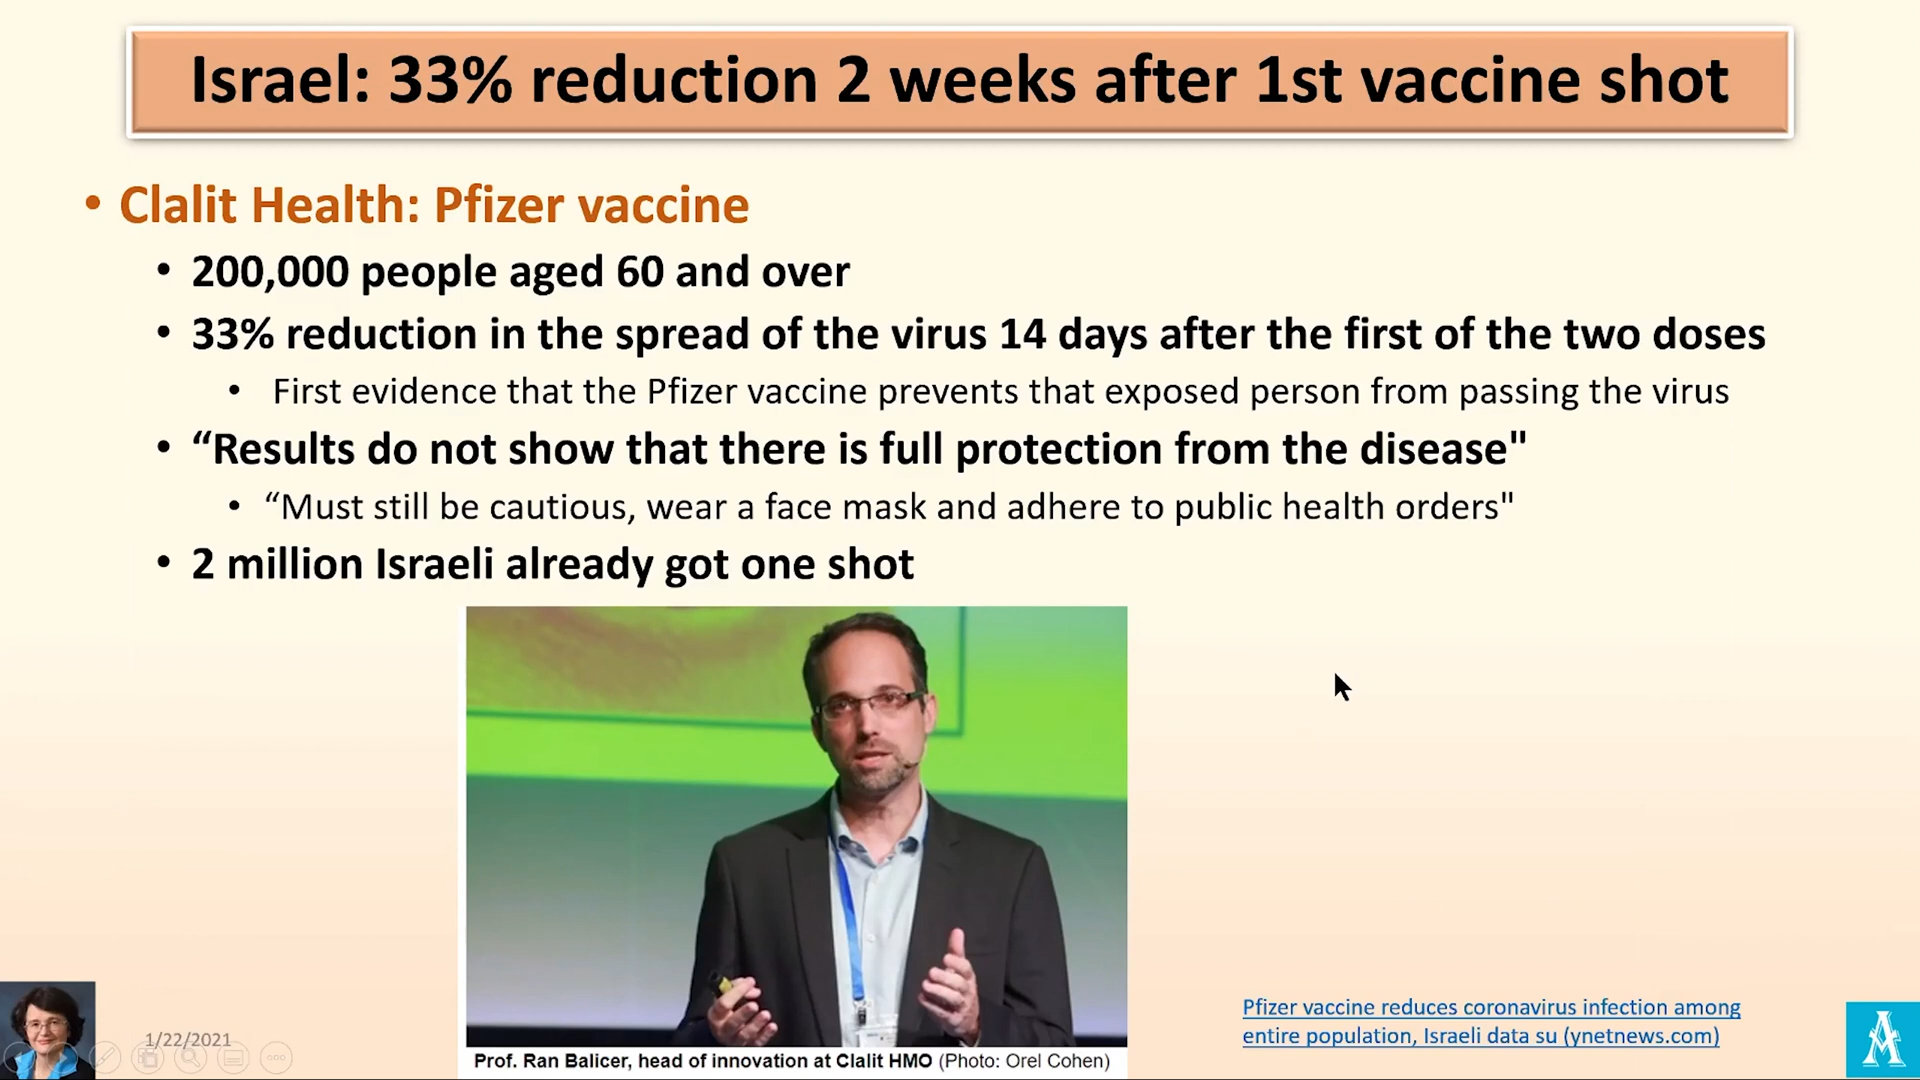 Israel: 33% reduction 2 weeks after 1st vaccine shot
• Clalit Health: Pfizer vaccine
• 200,000 people aged 60 and over
• 33% reduction in the spread of the virus 14 days after the first of the two doses
• First evidence that the Pfizer vaccine prevents that exposed person from passing the virus
• “Results do not show that there is full protection from the disease"
• “Must still be cautious, wear a face mask and adhere to public health orders"
• 2 million Israeli already got one shot
Prof. Ran Balicer, head of innovation at Clalit HMO (Photo: Orel Cohen)
Pfizer vaccine reduces coronavirus infection among
entire population, Israeli data su (ynetnews.com)
1/22/2021